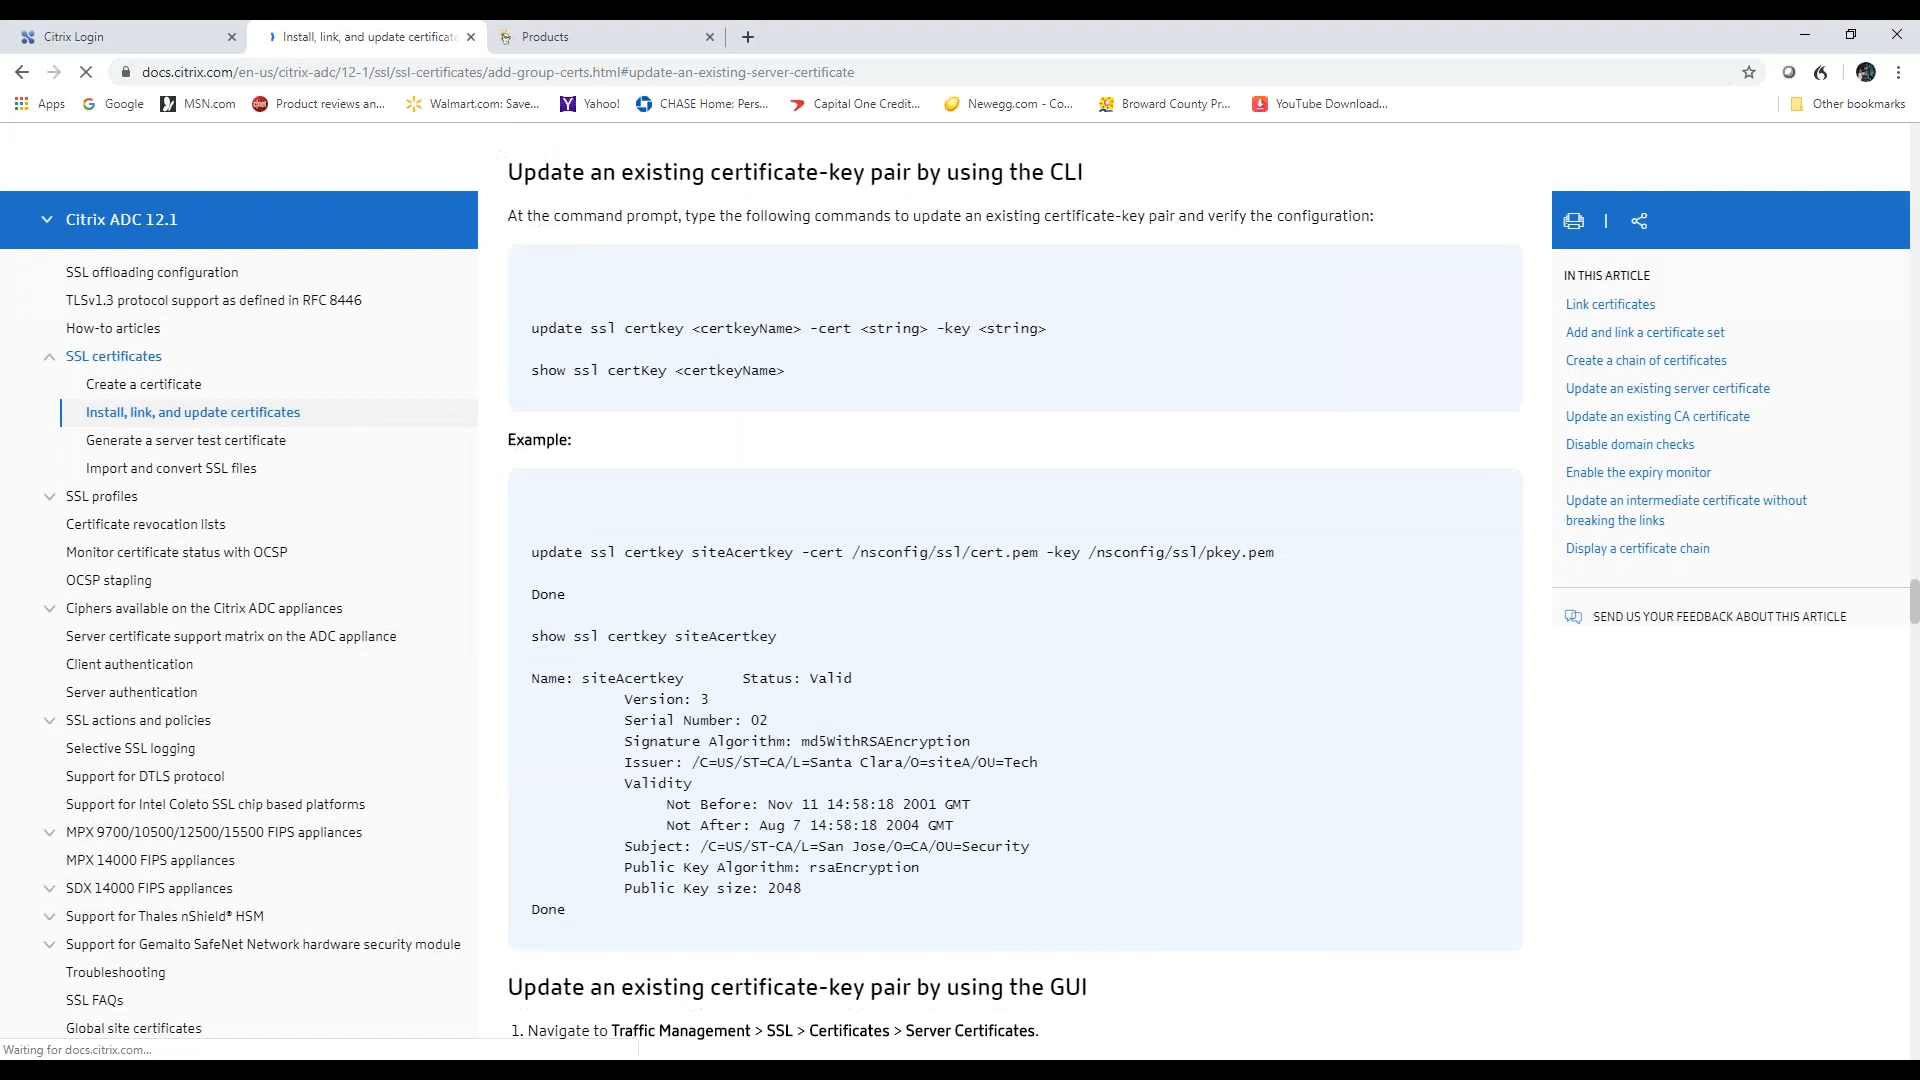 Citrix Login
Install, link, and update certificate
Products
docs.citrix.com/en-us/citrix-adc/12-1/ssl/ssl-certificates/add-group-certs.html#update-an-existing-server-certificate
Apps
Google
MSN.com
Product reviews an...
Walmart.com: Save...
Yahoo!
CHASE Home: Pers...
Capital One Credit...
Newegg.com - Co...
Broward County Pr...
YouTube Download...
Other bookmarks
Citrix ADC 12.1
SSL offloading configuration
TLSv1.3 protocol support as defined in RFC 8446
How-to articles
SSL certificates
Create a certificate
Install, link, and update certificates
Generate a server test certificate
Import and convert SSL files
SSL profiles
Certificate revocation lists
Monitor certificate status with OCSP
OCSP stapling
Ciphers available on the Citrix ADC appliances
Server certificate support matrix on the ADC appliance
Client authentication
Server authentication
SSL actions and policies
Selective SSL logging
Support for DTLS protocol
Support for Intel Coleto SSL chip based platforms
MPX 9700/10500/12500/15500 FIPS appliances
MPX 14000 FIPS appliances
SDX 14000 FIPS appliances
Support for Thales nShield® HSM
Support for Gemalto SafeNet Network hardware security module
Troubleshooting
SSL FAQs
Global site certificates
Waiting for docs.citrix.com...
Update an existing certificate-key pair by using the CLI
At the command prompt, type the following commands to update an existing certificate-key pair and verify the configuration:
update ssl certkey <certkeyName> -cert <string> -key <string>
show ssl certKey <certkeyName>
Example:
update ssl certkey siteAcertkey -cert /nsconfig/ssl/cert.pem -key /nsconfig/ssl/pkey.pem
Done
show ssl certkey siteAcertkey
Name: siteAcertkey       Status: Valid
Version: 3
Serial Number: 02
Signature Algorithm: md5WithRSAEncryption
Issuer: /C=US/ST=CA/L=Santa Clara/O=siteA/OU=Tech
Validity
Not Before: Nov 11 14:58:18 2001 GMT
Not After: Aug 7 14:58:18 2004 GMT
Subject: /C=US/ST-CA/L=San Jose/O=CA/OU=Security
Public Key Algorithm: rsaEncryption
Public Key size: 2048
Done
Update an existing certificate-key pair by using the GUI
1. Navigate to Traffic Management > SSL > Certificates > Server Certificates.
IN THIS ARTICLE
Link certificates
Add and link a certificate set
Create a chain of certificates
Update an existing server certificate
Update an existing CA certificate
Disable domain checks
Enable the expiry monitor
Update an intermediate certificate without
breaking the links
Display a certificate chain
SEND US YOUR FEEDBACK ABOUT THIS ARTICLE